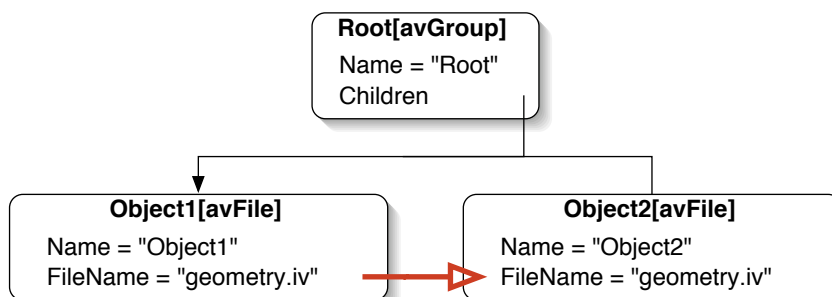 Root[avGroup]
Name = "Root"
Children
Object1[avFile]
Name = "Object1"
FileName = "geometry.iv"
Object2[avFile]
Name = "Object2"
FileName = "geometry.iv"